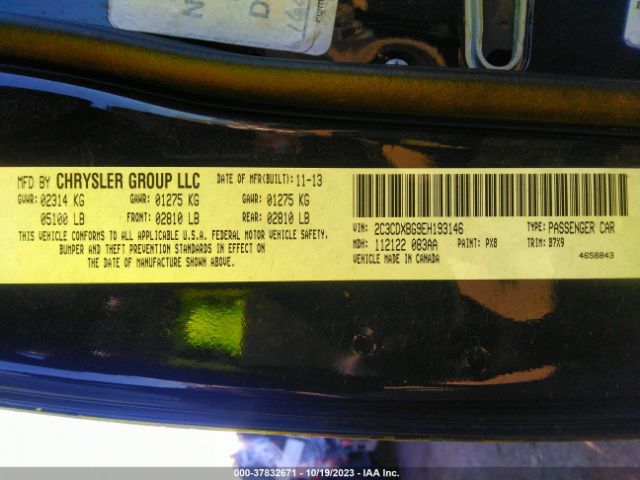 MFD BY CHRYSLER GROUP LLC DATE OF MFR(BUILT): 11-13
GVWR: 02314 KG GAWR: 01275 KG GAWR: 01275 KG
05100 LB FRONT: 02810 LB REAR: 02810 LB
THIS VEHICLE CONFORMS TO ALL APPLICABLE U.S.A. FEDERAL MOTOR VEHICLE SAFETY,
BUMPER AND THEFT PREVENTION STANDARDS IN EFFECT ON
THE DATE OF MANUFACTURE SHOWN ABOVE.
VIN: 2C3CDXBG9EH193146 TYPE: PASSENGER CAR
MDH: 112122 083AA PAINT: PX8 TRIM: B7X9
VEHICLE MADE IN CANADA 4658843
000-37832671 - 10/19/2023 - IAA Inc.